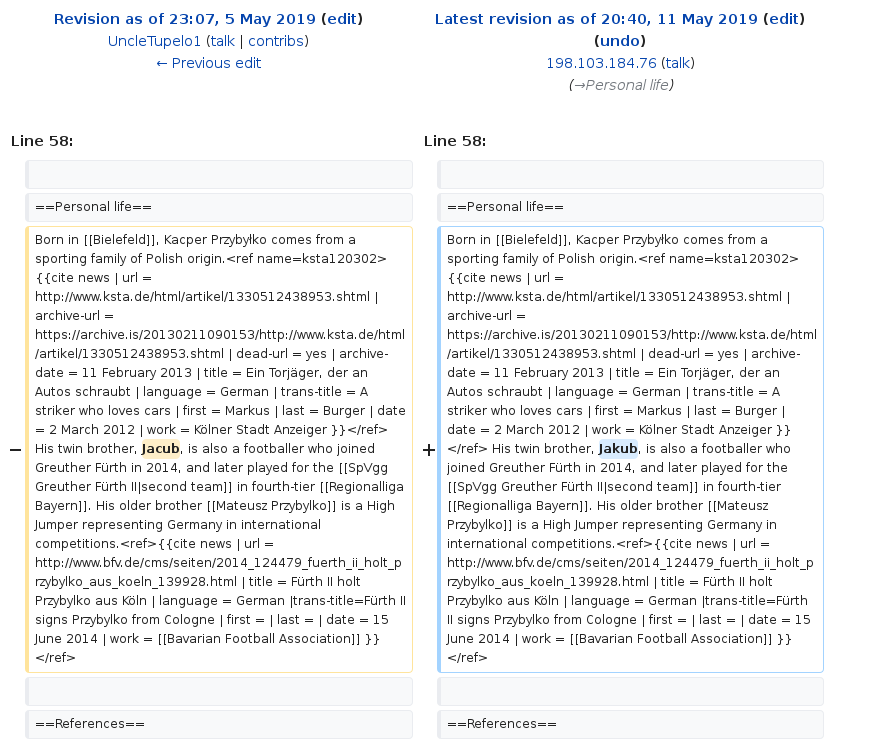 Revision as of 23:07, 5 May 2019 (edit)
UncleTupelo1 (talk | contribs)
← Previous edit
Latest revision as of 20:40, 11 May 2019 (edit)
(undo)
198.103.184.76 (talk)
(→Personal life)
Line 58:
==Personal life==
− Born in [[Bielefeld]], Kacper Przybyłko comes from a
sporting family of Polish origin.<ref name=ksta120302>
{{cite news | url =
http://www.ksta.de/html/artikel/1330512438953.shtml |
archive-url =
https://archive.is/20130211090153/http://www.ksta.de/html
/artikel/1330512438953.shtml | dead-url = yes | archive-
date = 11 February 2013 | title = Ein Torjäger, der an
Autos schraubt | language = German | trans-title = A
striker who loves cars | first = Markus | last = Burger | date
= 2 March 2012 | work = Kölner Stadt Anzeiger }}</ref>
His twin brother, Jacub, is also a footballer who joined
Greuther Fürth in 2014, and later played for the [[SpVgg
Greuther Fürth II|second team]] in fourth-tier [[Regionalliga
Bayern]]. His older brother [[Mateusz Przybylko]] is a High
Jumper representing Germany in international
competitions.<ref>{{cite news | url =
http://www.bfv.de/cms/seiten/2014_124479_fuerth_ii_holt_p
rzybylko_aus_koeln_139928.html | title = Fürth II holt
Przybylko aus Köln | language = German |trans-title=Fürth II
signs Przybylko from Cologne | first = | last = | date = 15
June 2014 | work = [[Bavarian Football Association]] }}
</ref>
==References==
Line 58:
==Personal life==
+ Born in [[Bielefeld]], Kacper Przybyłko comes from a
sporting family of Polish origin.<ref name=ksta120302>
{{cite news | url =
http://www.ksta.de/html/artikel/1330512438953.shtml |
archive-url =
https://archive.is/20130211090153/http://www.ksta.de/html
/artikel/1330512438953.shtml | dead-url = yes | archive-
date = 11 February 2013 | title = Ein Torjäger, der an
Autos schraubt | language = German | trans-title = A
striker who loves cars | first = Markus | last = Burger |
date = 2 March 2012 | work = Kölner Stadt Anzeiger }}
</ref> His twin brother, Jakub, is also a footballer who
joined Greuther Fürth in 2014, and later played for the
[[SpVgg Greuther Fürth II|second team]] in fourth-tier
[[Regionalliga Bayern]]. His older brother [[Mateusz
Przybylko]] is a High Jumper representing Germany in
international competitions.<ref>{{cite news | url =
http://www.bfv.de/cms/seiten/2014_124479_fuerth_ii_holt_p
rzybylko_aus_koeln_139928.html | title = Fürth II holt
Przybylko aus Köln | language = German |trans-title=Fürth
II signs Przybylko from Cologne | first = | last = | date = 15
June 2014 | work = [[Bavarian Football Association]] }}
</ref>
==References==